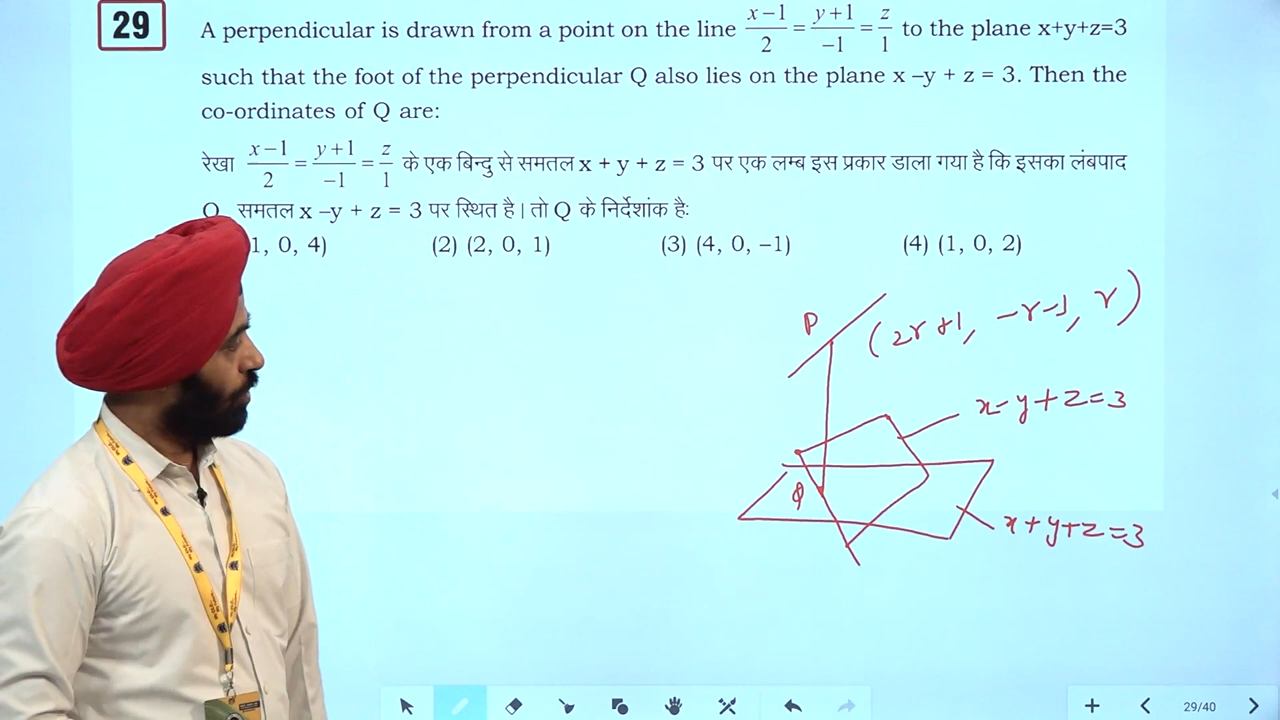 29
A perpendicular is drawn from a point on the line (x−1)/2 = (y+1)/−1 = z/1 to the plane x+y+z=3
such that the foot of the perpendicular Q also lies on the plane x –y + z = 3. Then the
co-ordinates of Q are:
रेखा (x−1)/2 = (y+1)/−1 = z/1 के एक बिन्दु से समतल x + y + z = 3 पर एक लम्ब इस प्रकार डाला गया है कि इसका लंबपाद
Q समतल x –y + z = 3 पर स्थित है। तो Q के निर्देशांक है:
1, 0, 4) (2) (2, 0, 1) (3) (4, 0, –1) (4) (1, 0, 2)
P (2r+1, -r-1, r)
x-y+z=3
Q
x+y+z=3
29/40